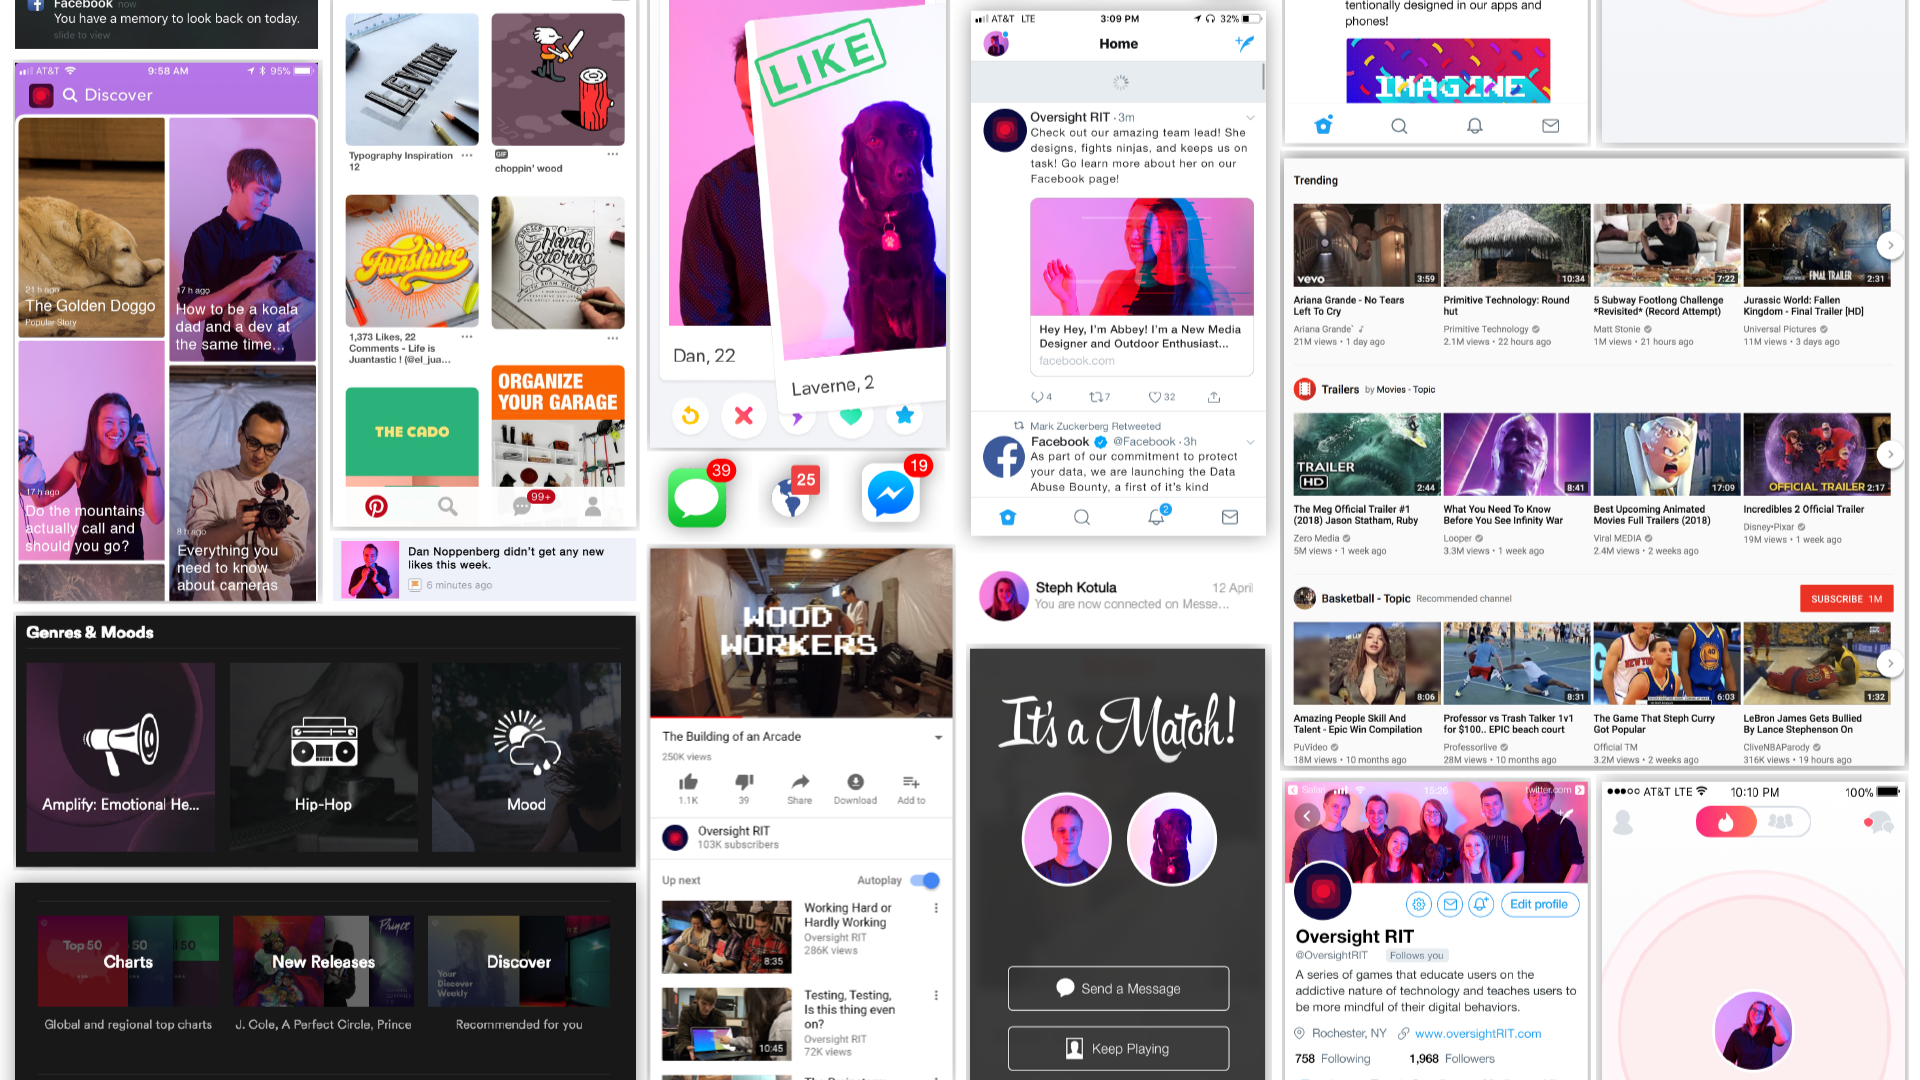 Facebook now
You have a memory to look back on today.
slide to view
AT&T
9:58 AM
95%
Discover
21 h ago
The Golden Doggo
Popular Story
17 h ago
How to be a koala
dad and a dev at
the same time...
17 h ago
Do the mountains
actually call and
should you go?
8 h ago
Everything you
need to know
about cameras
LEVITATE
Typography Inspiration
12
GIF
choppin' wood
Funshine
1,373 Likes, 22
Comments - Life is
Juantastic ! (@el_jua...
Hand
Lettering
THE CADO
ORGANIZE
YOUR GARAGE
99+
Dan Noppenberg didn't get any new
likes this week.
6 minutes ago
Genres & Moods
Amplify: Emotional He...
Hip-Hop
Mood
Top 50
50
50
Charts
Global and regional top charts
Prince
New Releases
J. Cole, A Perfect Circle, Prince
Your
Discover
Weekly
Discover
Recommended for you
LIKE
Dan, 22
Laverne, 2
39
25
19
WOOD
WORKERS
The Building of an Arcade
250K views
1.1K
39
Share
Download
Add to
Oversight RIT
103K subscribers
Up next
Autoplay
Working Hard or
Hardly Working
Oversight RIT
286K views
8:35
Testing, Testing,
Is this thing even
on?
Oversight RIT
72K views
10:45
AT&T LTE
3:09 PM
32%
Home
Oversight RIT · 3m
Check out our amazing team lead! She
designs, fights ninjas, and keeps us on
task! Go learn more about her on our
Facebook page!
Hey Hey, I'm Abbey! I'm a New Media
Designer and Outdoor Enthusiast...
facebook.com
4
7
32
Mark Zuckerberg Retweeted
Facebook @Facebook · 3h
As part of our commitment to protect
your data, we are launching the Data
Abuse Bounty, a first of it's kind
2
Steph Kotula
12 April
You are now connected on Messe...
It's a Match!
Send a Message
Keep Playing
tentionally designed in our apps and
phones!
IMAGINE
Trending
vevo
3:59
10:34
7:22
FINAL TRAILER
2:31
Ariana Grande - No Tears
Left To Cry
Ariana Grande
21M views • 1 day ago
Primitive Technology: Round
hut
Primitive Technology
2.1M views • 22 hours ago
5 Subway Footlong Challenge
*Revisited* (Record Attempt)
Matt Stonie
1M views • 21 hours ago
Jurassic World: Fallen
Kingdom - Final Trailer [HD]
Universal Pictures
11M views • 3 days ago
Trailers by Movies - Topic
TRAILER
HD
2:44
8:41
17:09
OFFICIAL TRAILER 2:17
The Meg Official Trailer #1
(2018) Jason Statham, Ruby
Zero Media
5M views • 1 week ago
What You Need To Know
Before You See Infinity War
Looper
3.3M views • 1 week ago
Best Upcoming Animated
Movies Full Trailers (2018)
Viral MEDIA
2.4M views • 2 weeks ago
Incredibles 2 Official Trailer
Disney•Pixar
19M views • 1 week ago
Basketball - Topic Recommended channel
SUBSCRIBE 1M
8:06
8:31
NEW YORK
40
6:03
1:32
Amazing People Skill And
Talent - Epic Win Compilation
PuVideo
18M views • 10 months ago
Professor vs Trash Talker 1v1
for $100.. EPIC beach court
Professorlive
28M views • 10 months ago
The Game That Steph Curry
Got Popular
Official TM
3.2M views • 2 weeks ago
LeBron James Gets Bullied
By Lance Stephenson On
CliveNBAParody
316K views • 19 hours ago
Safari
15:26
twitter.com
Edit profile
Oversight RIT
@OversightRIT Follows you
A series of games that educate users on the
addictive nature of technology and teaches users to
be more mindful of their digital behaviors.
Rochester, NY www.oversightRIT.com
758 Following 1,968 Followers
AT&T LTE
10:10 PM
100%